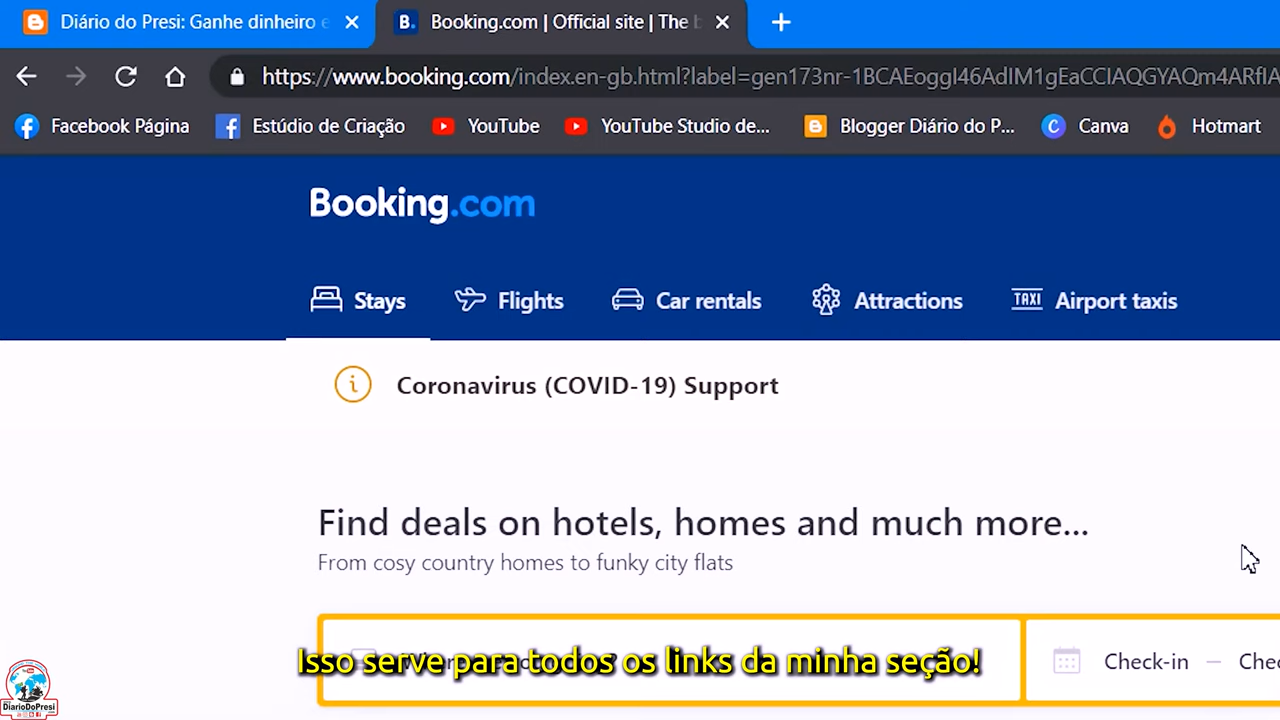 Diário do Presi: Ganhe dinheiro e
Booking.com | Official site | The b
https://www.booking.com/index.en-gb.html?label=gen173nr-1BCAEoggI46AdIM1gEaCCIAQGYAQm4ARfIA
Facebook Página
Estúdio de Criação
YouTube
YouTube Studio de...
Blogger Diário do P...
Canva
Hotmart
Booking.com
Stays
Flights
Car rentals
Attractions
TAXI Airport taxis
Coronavirus (COVID-19) Support
Find deals on hotels, homes and much more...
From cosy country homes to funky city flats
Isso serve para todos os links da minha seção!
Check-in — Che
DiarioDoPresi